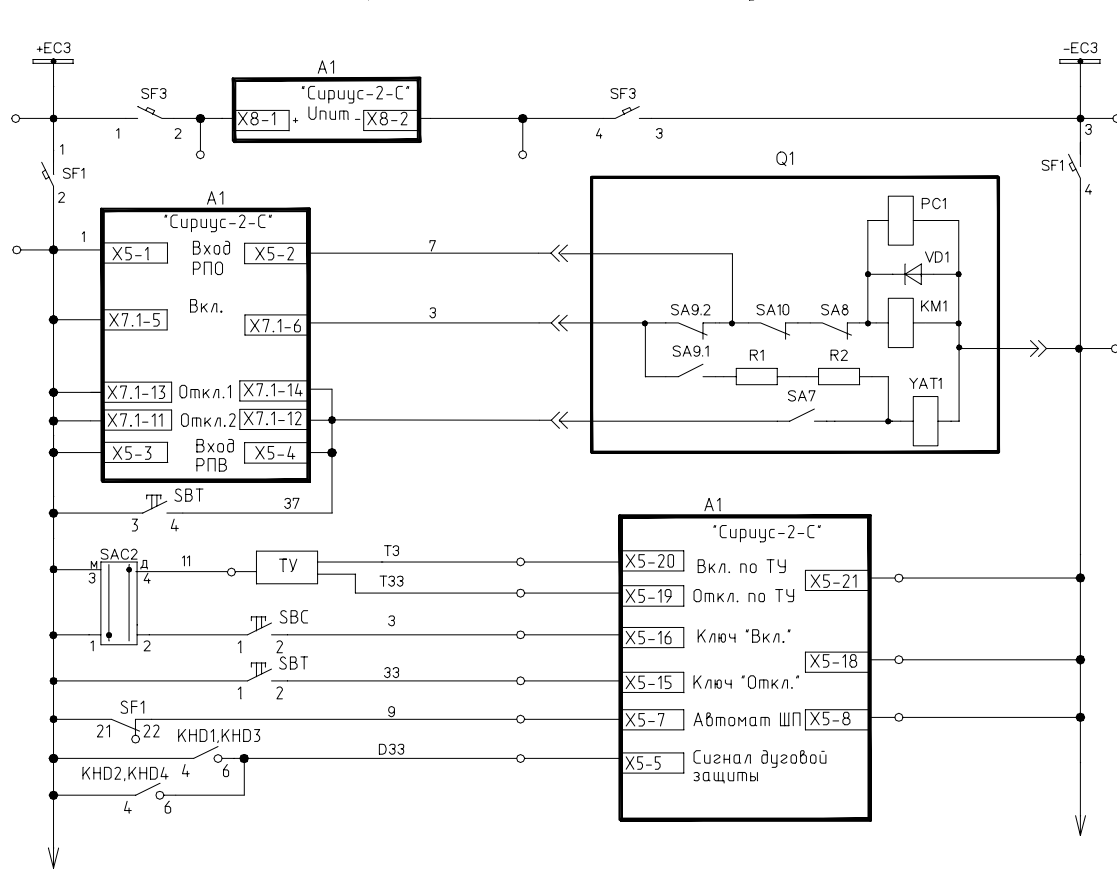 +EC3
-EC3
A1
"Сириус-2-С"
SF3
SF3
X8-1 + Uпит - X8-2
1 2
4 3
3
1
SF1
2
Q1
SF1
4
A1
"Сириус-2-С"
1
X5-1 Вход РПО X5-2
7
PC1
VD1
Вкл.
X7.1-5 X7.1-6
3
SA9.2 SA10 SA8 KM1
SA9.1 R1 R2
X7.1-13 Откл.1 X7.1-14
YAT1
SA7
X7.1-11 Откл.2 X7.1-12
X5-3 Вход РПВ X5-4
SBT
37
3 4
A1
"Сириус-2-С"
SAC2
м 3 д 4
11
ТУ
Т3
X5-20 Вкл. по ТУ
X5-21
Т33
X5-19 Откл. по ТУ
SBC
3
X5-16 Ключ "Вкл."
1 2
1 2
X5-18
SBT
33
X5-15 Ключ "Откл."
1 2
SF1
9
21 22
X5-7 Автомат ШП X5-8
KHD1,KHD3
D33
4 6
X5-5 Сигнал дуговой
защиты
KHD2,KHD4
4 6